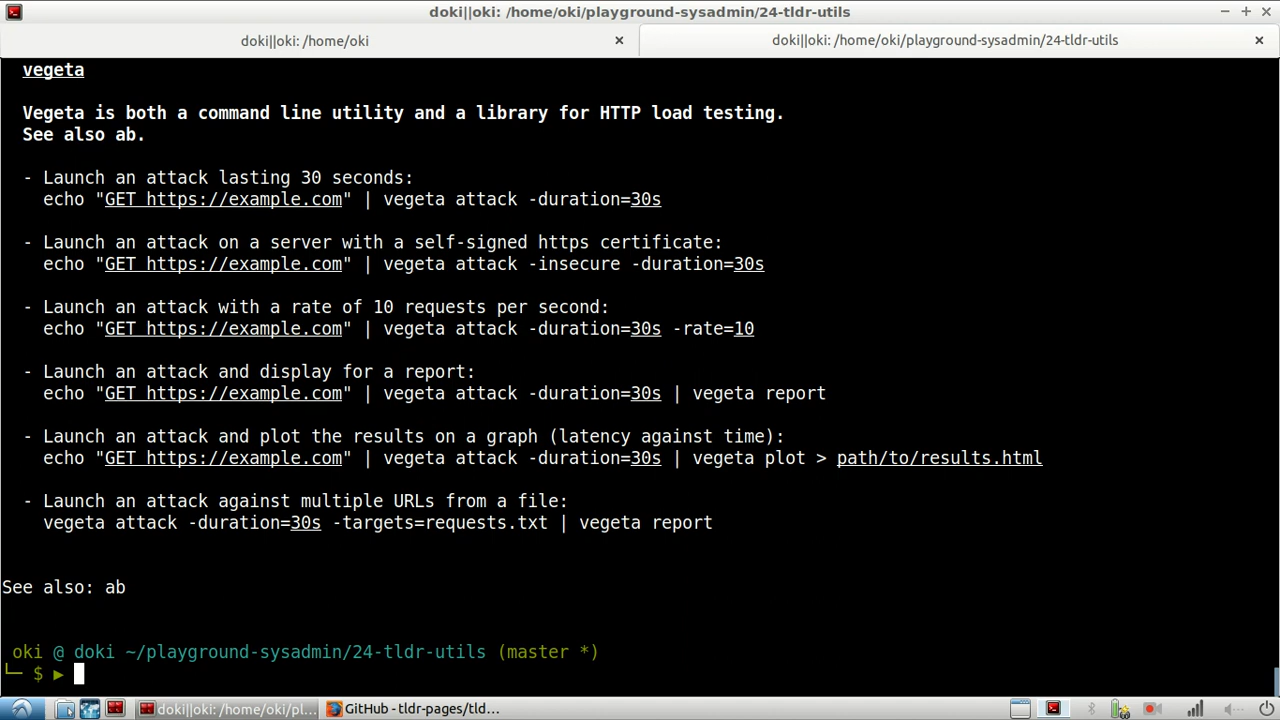 doki||oki: /home/oki/playground-sysadmin/24-tldr-utils
doki||oki: /home/oki
doki||oki: /home/oki/playground-sysadmin/24-tldr-utils
vegeta
Vegeta is both a command line utility and a library for HTTP load testing.
See also ab.
- Launch an attack lasting 30 seconds:
echo "GET https://example.com" | vegeta attack -duration=30s
- Launch an attack on a server with a self-signed https certificate:
echo "GET https://example.com" | vegeta attack -insecure -duration=30s
- Launch an attack with a rate of 10 requests per second:
echo "GET https://example.com" | vegeta attack -duration=30s -rate=10
- Launch an attack and display for a report:
echo "GET https://example.com" | vegeta attack -duration=30s | vegeta report
- Launch an attack and plot the results on a graph (latency against time):
echo "GET https://example.com" | vegeta attack -duration=30s | vegeta plot > path/to/results.html
- Launch an attack against multiple URLs from a file:
vegeta attack -duration=30s -targets=requests.txt | vegeta report
See also: ab
oki @ doki ~/playground-sysadmin/24-tldr-utils (master *)
└─ $ ▶
doki||oki: /home/oki/pl...
GitHub - tldr-pages/tld...